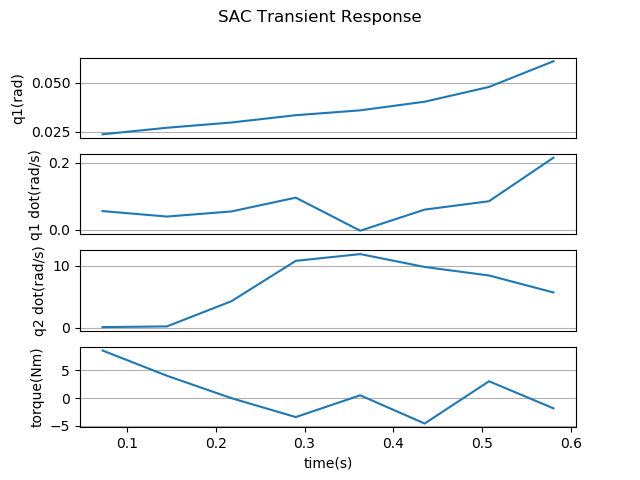 SAC Transient Response
q1(rad)
0.050
0.025
q1 dot(rad/s)
0.2
0.0
q2 dot(rad/s)
10
0
torque(Nm)
5
0
−5
0.1 0.2 0.3 0.4 0.5 0.6
time(s)